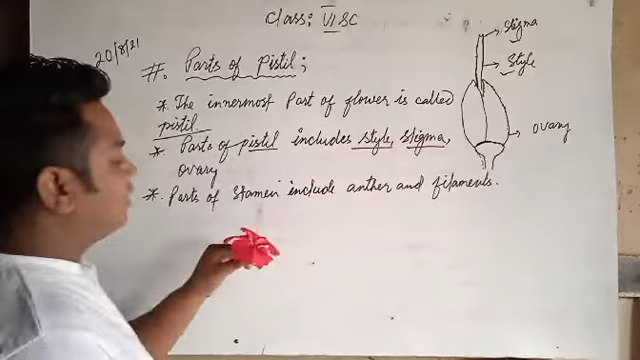 Class: VI SC
20/8/21
#. Parts of Pistil;
* The innermost Part of flower is called
pistil
* Parts of pistil includes style, stigma,
ovary
*. Parts of Stamen include anther and filaments.
Stigma
Style
ovary